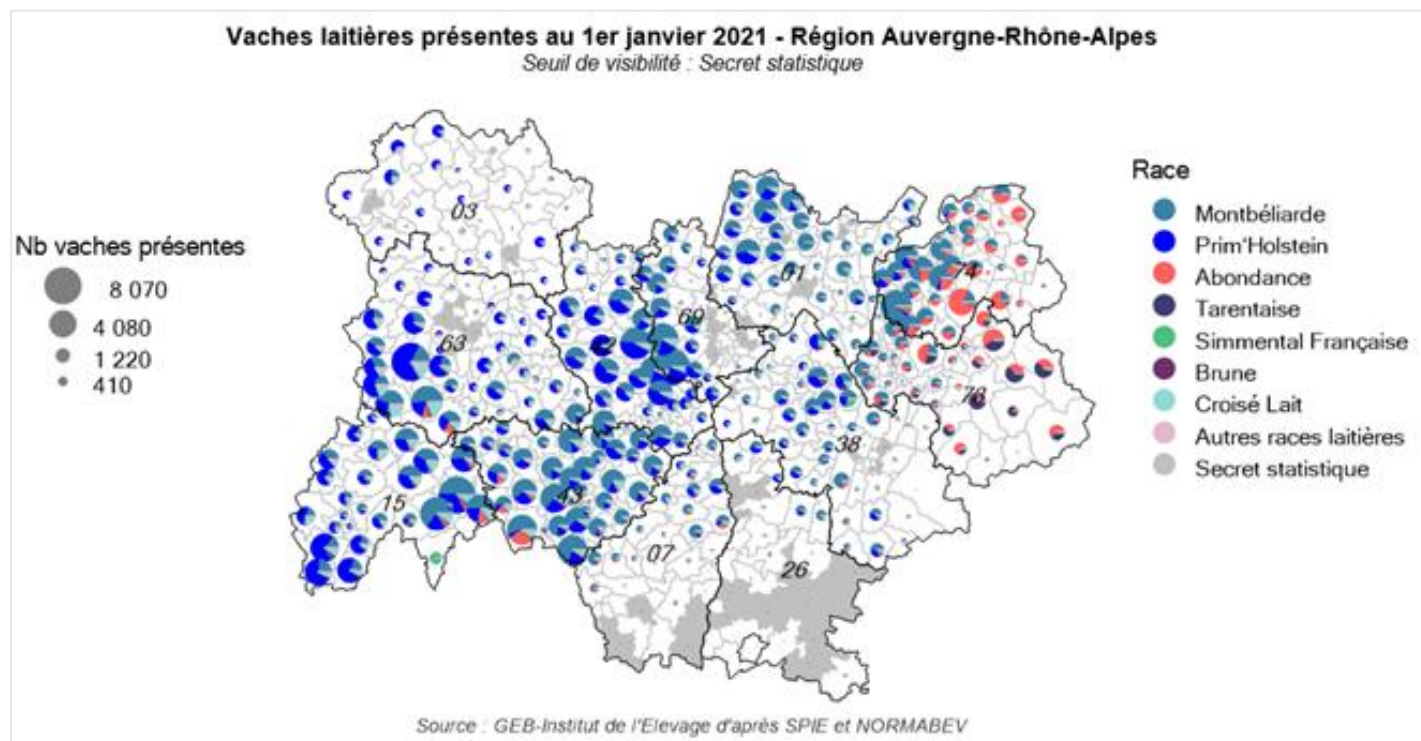 Vaches laitières présentes au 1er janvier 2021 - Région Auvergne-Rhône-Alpes
Seuil de visibilité : Secret statistique
Nb vaches présentes
8 070
4 080
1 220
410
03
63
42
69
01
74
73
38
15
43
07
26
Race
Montbéliarde
Prim'Holstein
Abondance
Tarentaise
Simmental Française
Brune
Croisé Lait
Autres races laitières
Secret statistique
Source : GEB-Institut de l'Elevage d'après SPIE et NORMABEV